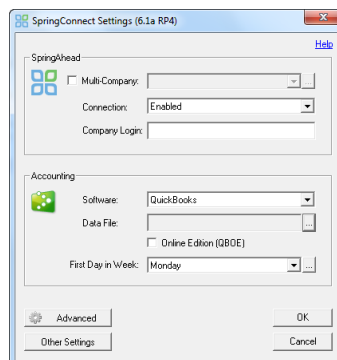 SpringConnect Settings (6.1a RP4)
Help
SpringAhead
Multi-Company:
...
Connection: Enabled
Company Login:
Accounting
Software: QuickBooks
Data File: ...
Online Edition (QBOE)
First Day in Week: Monday ...
Advanced OK
Other Settings Cancel